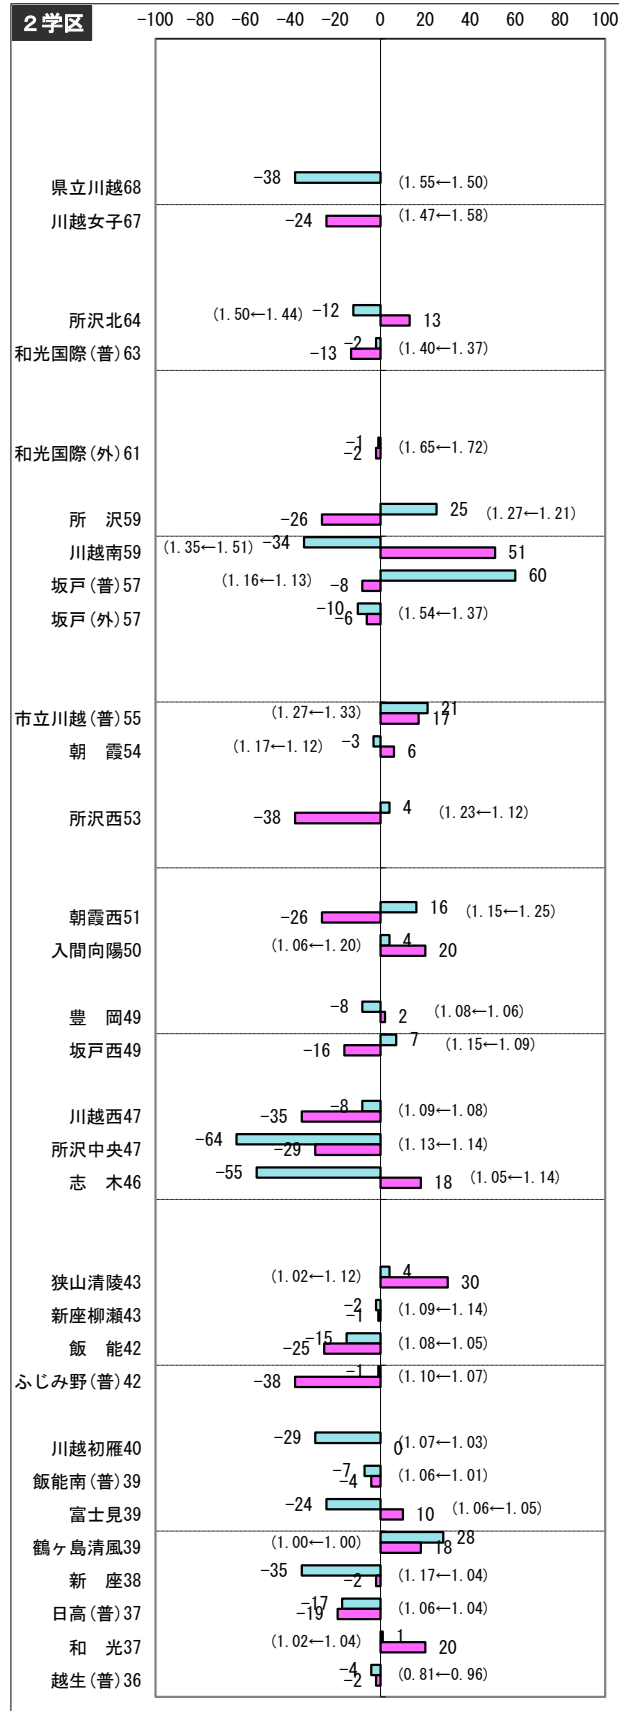 ２学区
-100 -80 -60 -40 -20 0 20 40 60 80 100
県立川越68 -38 (1.55←1.50)
川越女子67 -24 (1.47←1.58)
所沢北64 (1.50←1.44) -12 13
和光国際(普)63 -2 -13 (1.40←1.37)
和光国際(外)61 -1 -2 (1.65←1.72)
所　沢59 -26 25 (1.27←1.21)
川越南59 (1.35←1.51) -34 51
坂戸(普)57 (1.16←1.13) -8 60
坂戸(外)57 -10 -6 (1.54←1.37)
市立川越(普)55 (1.27←1.33) 21 17
朝　霞54 (1.17←1.12) -3 6
所沢西53 -38 4 (1.23←1.12)
朝霞西51 -26 16 (1.15←1.25)
入間向陽50 (1.06←1.20) 4 20
豊　岡49 -8 2 (1.08←1.06)
坂戸西49 -16 7 (1.15←1.09)
川越西47 -8 -35 (1.09←1.08)
所沢中央47 -64 -29 (1.13←1.14)
志　木46 -55 18 (1.05←1.14)
狭山清陵43 (1.02←1.12) 4 30
新座柳瀬43 -2 -1 (1.09←1.14)
飯　能42 -15 -25 (1.08←1.05)
ふじみ野(普)42 -1 -38 (1.10←1.07)
川越初雁40 -29 0 (1.07←1.03)
飯能南(普)39 -7 -4 (1.06←1.01)
富士見39 -24 10 (1.06←1.05)
鶴ヶ島清風39 (1.00←1.00) 28 18
新　座38 -35 -2 (1.17←1.04)
日高(普)37 -17 -19 (1.06←1.04)
和　光37 (1.02←1.04) 1 20
越生(普)36 -4 -2 (0.81←0.96)